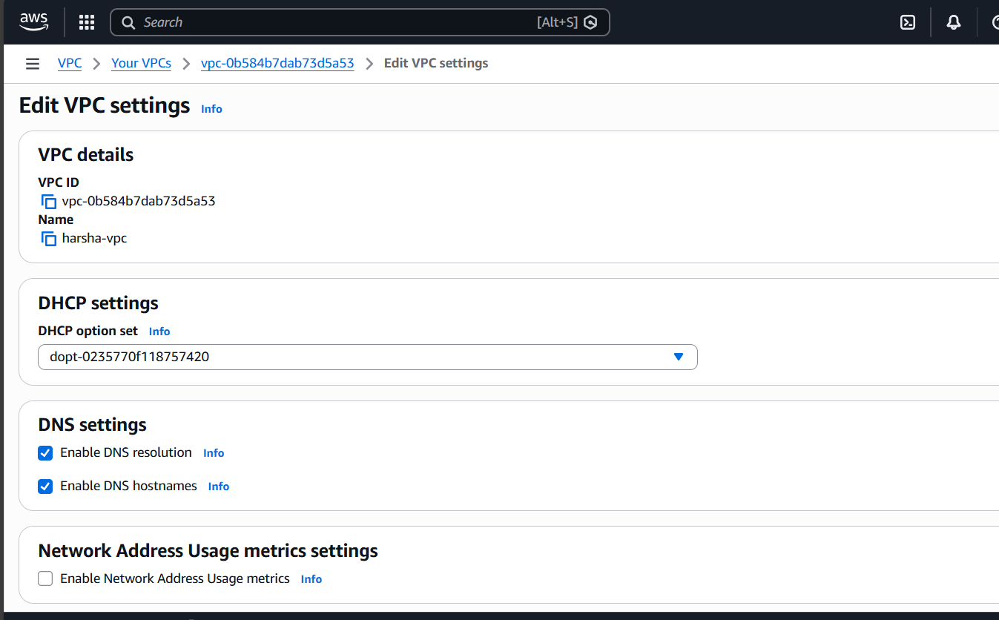 aws
Search [Alt+S]
VPC Your VPCs vpc-0b584b7dab73d5a53 Edit VPC settings
Edit VPC settings Info
VPC details
VPC ID
vpc-0b584b7dab73d5a53
Name
harsha-vpc
DHCP settings
DHCP option set Info
dopt-0235770f118757420
DNS settings
Enable DNS resolution Info
Enable DNS hostnames Info
Network Address Usage metrics settings
Enable Network Address Usage metrics Info